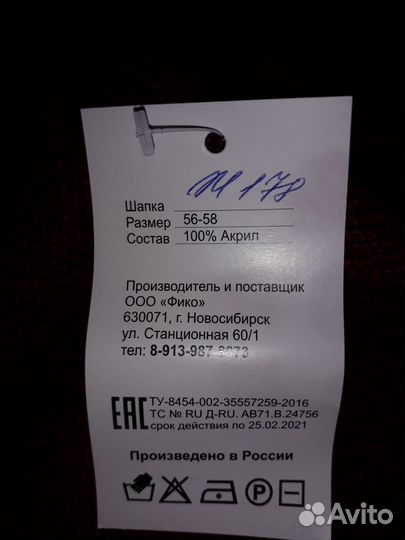 Шапка М 178
Размер 56-58
Состав 100% Акрил
Производитель и поставщик
ООО «Фико»
630071, г. Новосибирск
ул. Станционная 60/1
тел: 8-913-987-
ЕАС
ТУ-8454-002-35557259-2016
ТС № RU Д-RU. АВ71.В.24756
срок действия по 25.02.2021
Произведено в России
P
Avito